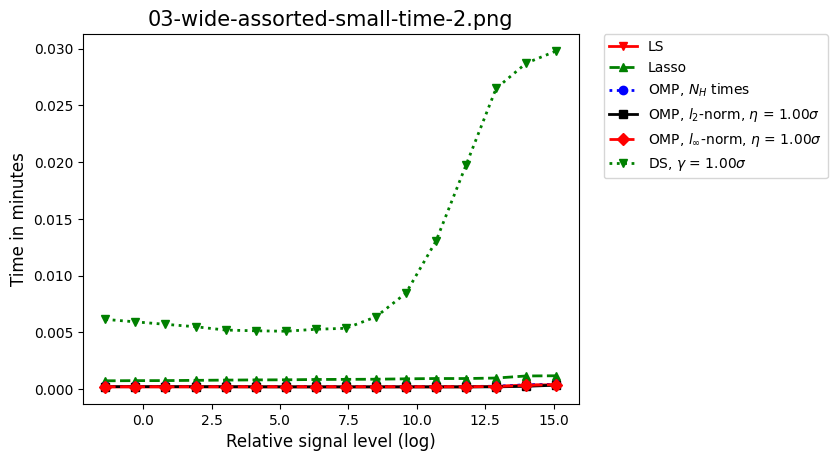 03-wide-assorted-small-time-2.png
0.030
0.025
0.020
0.015
0.010
0.005
0.000
Time in minutes
0.0 2.5 5.0 7.5 10.0 12.5 15.0
Relative signal level (log)
LS
Lasso
OMP, N_H times
OMP, l₂-norm, η = 1.00σ
OMP, l∞-norm, η = 1.00σ
DS, γ = 1.00σ